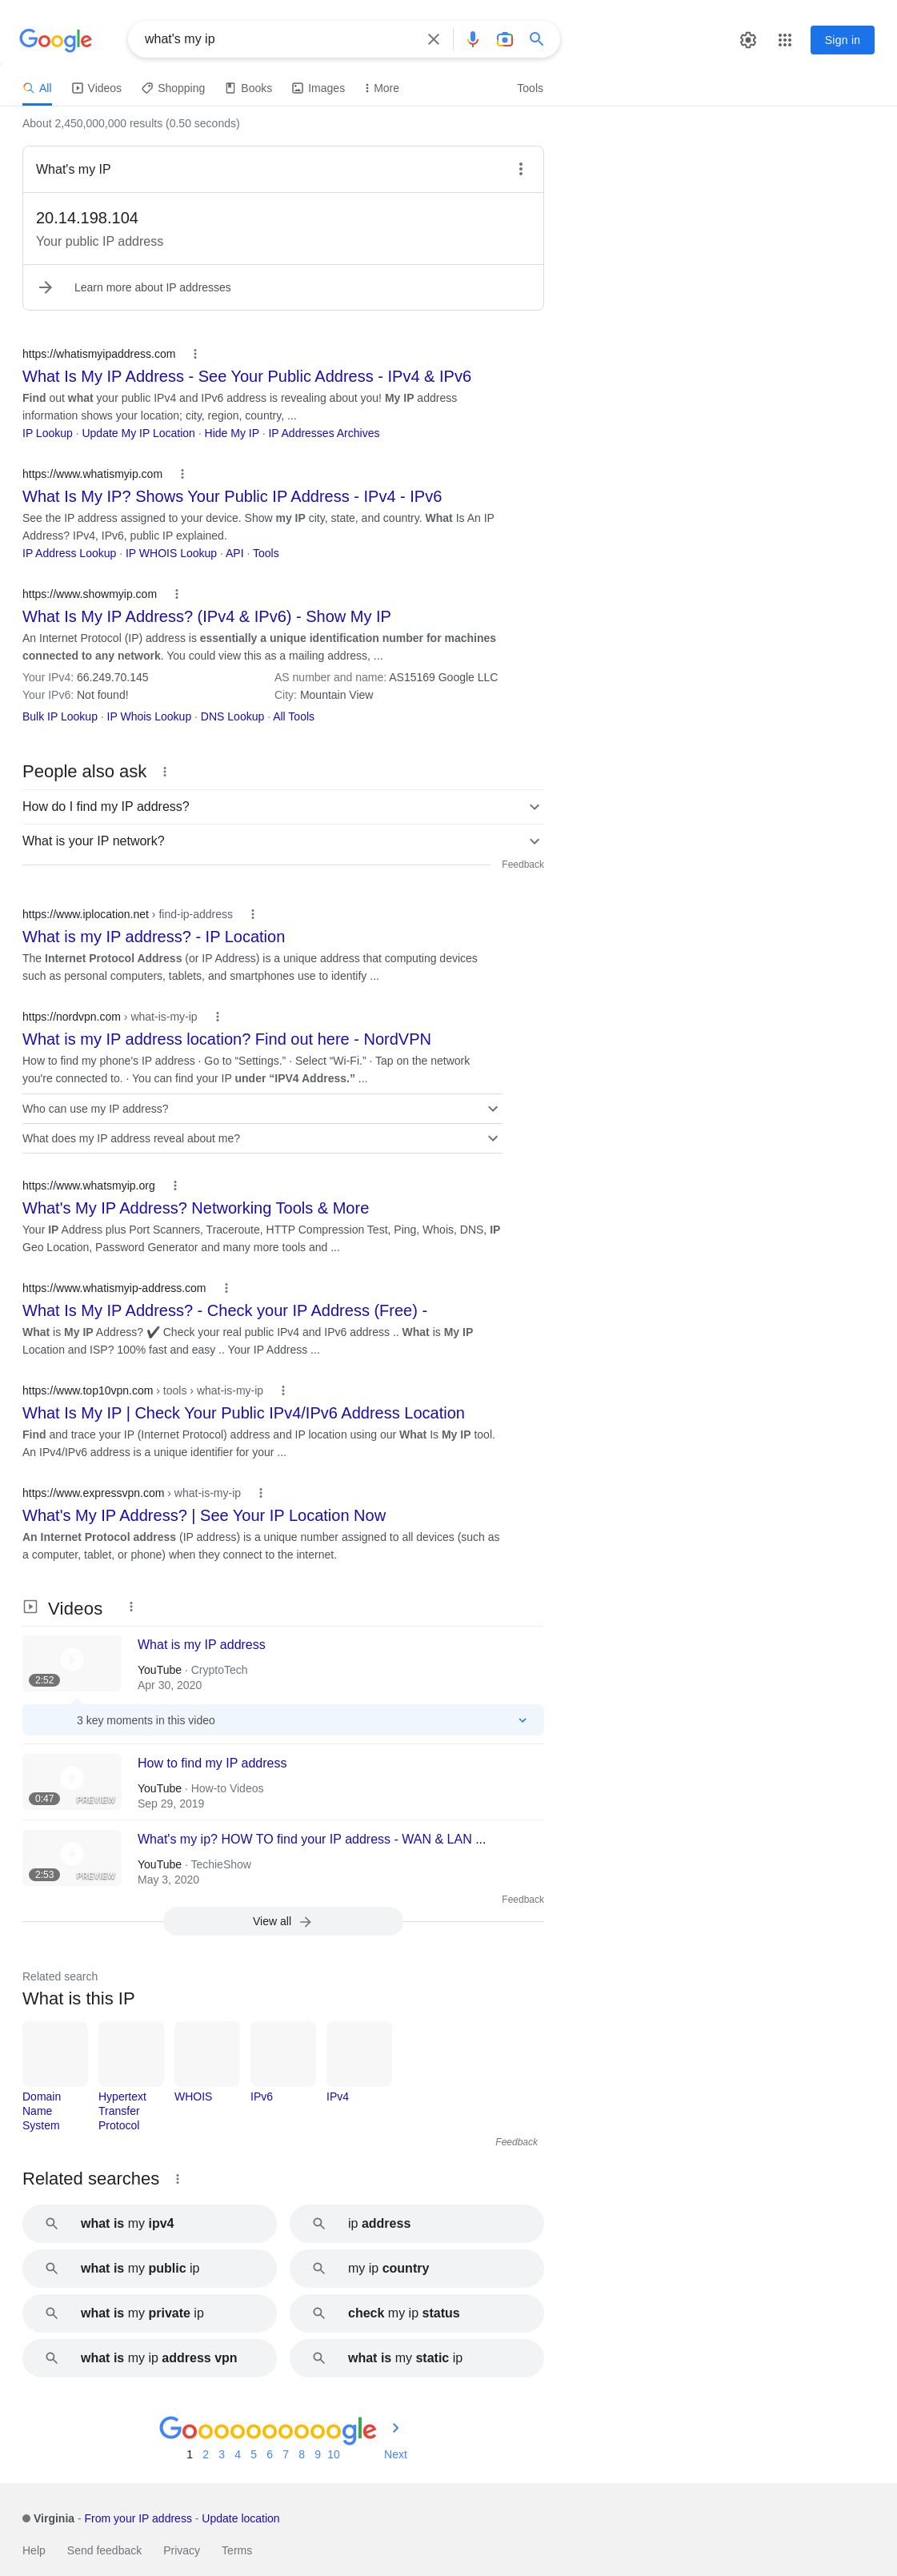 Google
what's my ip
Sign in
All Videos Shopping Books Images More Tools
About 2,450,000,000 results (0.50 seconds)
What's my IP
20.14.198.104
Your public IP address
Learn more about IP addresses
https://whatismyipaddress.com
What Is My IP Address - See Your Public Address - IPv4 & IPv6
Find out what your public IPv4 and IPv6 address is revealing about you! My IP address
information shows your location; city, region, country, ...
IP Lookup · Update My IP Location · Hide My IP · IP Addresses Archives
https://www.whatismyip.com
What Is My IP? Shows Your Public IP Address - IPv4 - IPv6
See the IP address assigned to your device. Show my IP city, state, and country. What Is An IP
Address? IPv4, IPv6, public IP explained.
IP Address Lookup · IP WHOIS Lookup · API · Tools
https://www.showmyip.com
What Is My IP Address? (IPv4 & IPv6) - Show My IP
An Internet Protocol (IP) address is essentially a unique identification number for machines
connected to any network. You could view this as a mailing address, ...
Your IPv4: 66.249.70.145 AS number and name: AS15169 Google LLC
Your IPv6: Not found! City: Mountain View
Bulk IP Lookup · IP Whois Lookup · DNS Lookup · All Tools
People also ask
How do I find my IP address?
What is your IP network?
Feedback
https://www.iplocation.net › find-ip-address
What is my IP address? - IP Location
The Internet Protocol Address (or IP Address) is a unique address that computing devices
such as personal computers, tablets, and smartphones use to identify ...
https://nordvpn.com › what-is-my-ip
What is my IP address location? Find out here - NordVPN
How to find my phone's IP address · Go to “Settings.” · Select “Wi-Fi.” · Tap on the network
you're connected to. · You can find your IP under “IPV4 Address.” ...
Who can use my IP address?
What does my IP address reveal about me?
https://www.whatsmyip.org
What's My IP Address? Networking Tools & More
Your IP Address plus Port Scanners, Traceroute, HTTP Compression Test, Ping, Whois, DNS, IP
Geo Location, Password Generator and many more tools and ...
https://www.whatismyip-address.com
What Is My IP Address? - Check your IP Address (Free) -
What is My IP Address? ✔️ Check your real public IPv4 and IPv6 address .. What is My IP
Location and ISP? 100% fast and easy .. Your IP Address ...
https://www.top10vpn.com › tools › what-is-my-ip
What Is My IP | Check Your Public IPv4/IPv6 Address Location
Find and trace your IP (Internet Protocol) address and IP location using our What Is My IP tool.
An IPv4/IPv6 address is a unique identifier for your ...
https://www.expressvpn.com › what-is-my-ip
What's My IP Address? | See Your IP Location Now
An Internet Protocol address (IP address) is a unique number assigned to all devices (such as
a computer, tablet, or phone) when they connect to the internet.
Videos
What is my IP address
YouTube · CryptoTech
2:52
Apr 30, 2020
3 key moments in this video
How to find my IP address
YouTube · How-to Videos
0:47 PREVIEW
Sep 29, 2019
What's my ip? HOW TO find your IP address - WAN & LAN ...
YouTube · TechieShow
2:53 PREVIEW
May 3, 2020
Feedback
View all
Related search
What is this IP
Domain Name System
Hypertext Transfer Protocol
WHOIS
IPv6
IPv4
Feedback
Related searches
what is my ipv4
ip address
what is my public ip
my ip country
what is my private ip
check my ip status
what is my ip address vpn
what is my static ip
Goooooooooogle
1 2 3 4 5 6 7 8 9 10 Next
Virginia - From your IP address - Update location
Help Send feedback Privacy Terms